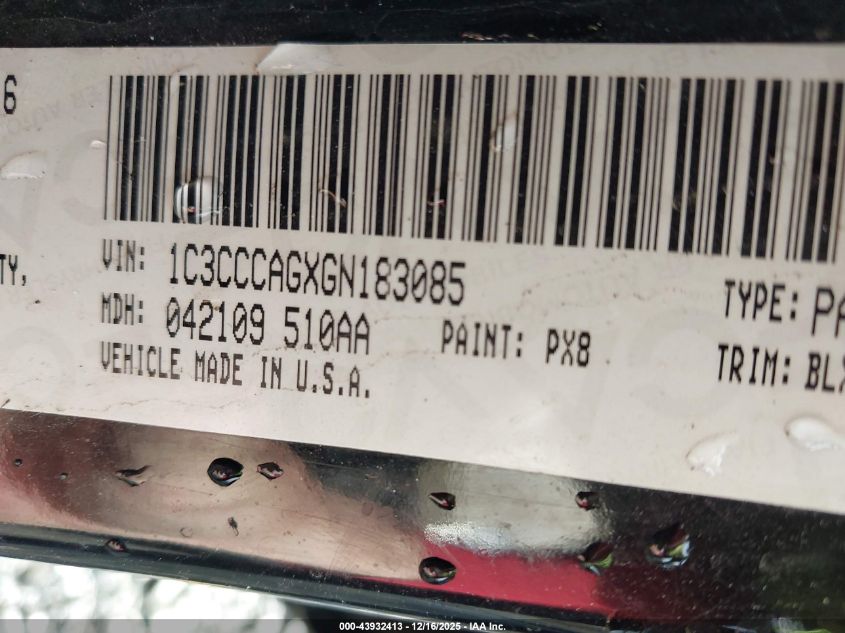 6
TY,
VIN: 1C3CCCAGXGN183085
MDH: 042109 510AA
PAINT: PX8
VEHICLE MADE IN U.S.A.
TYPE: PA
TRIM: BLX
000-43932413 - 12/16/2025 - IAA Inc.